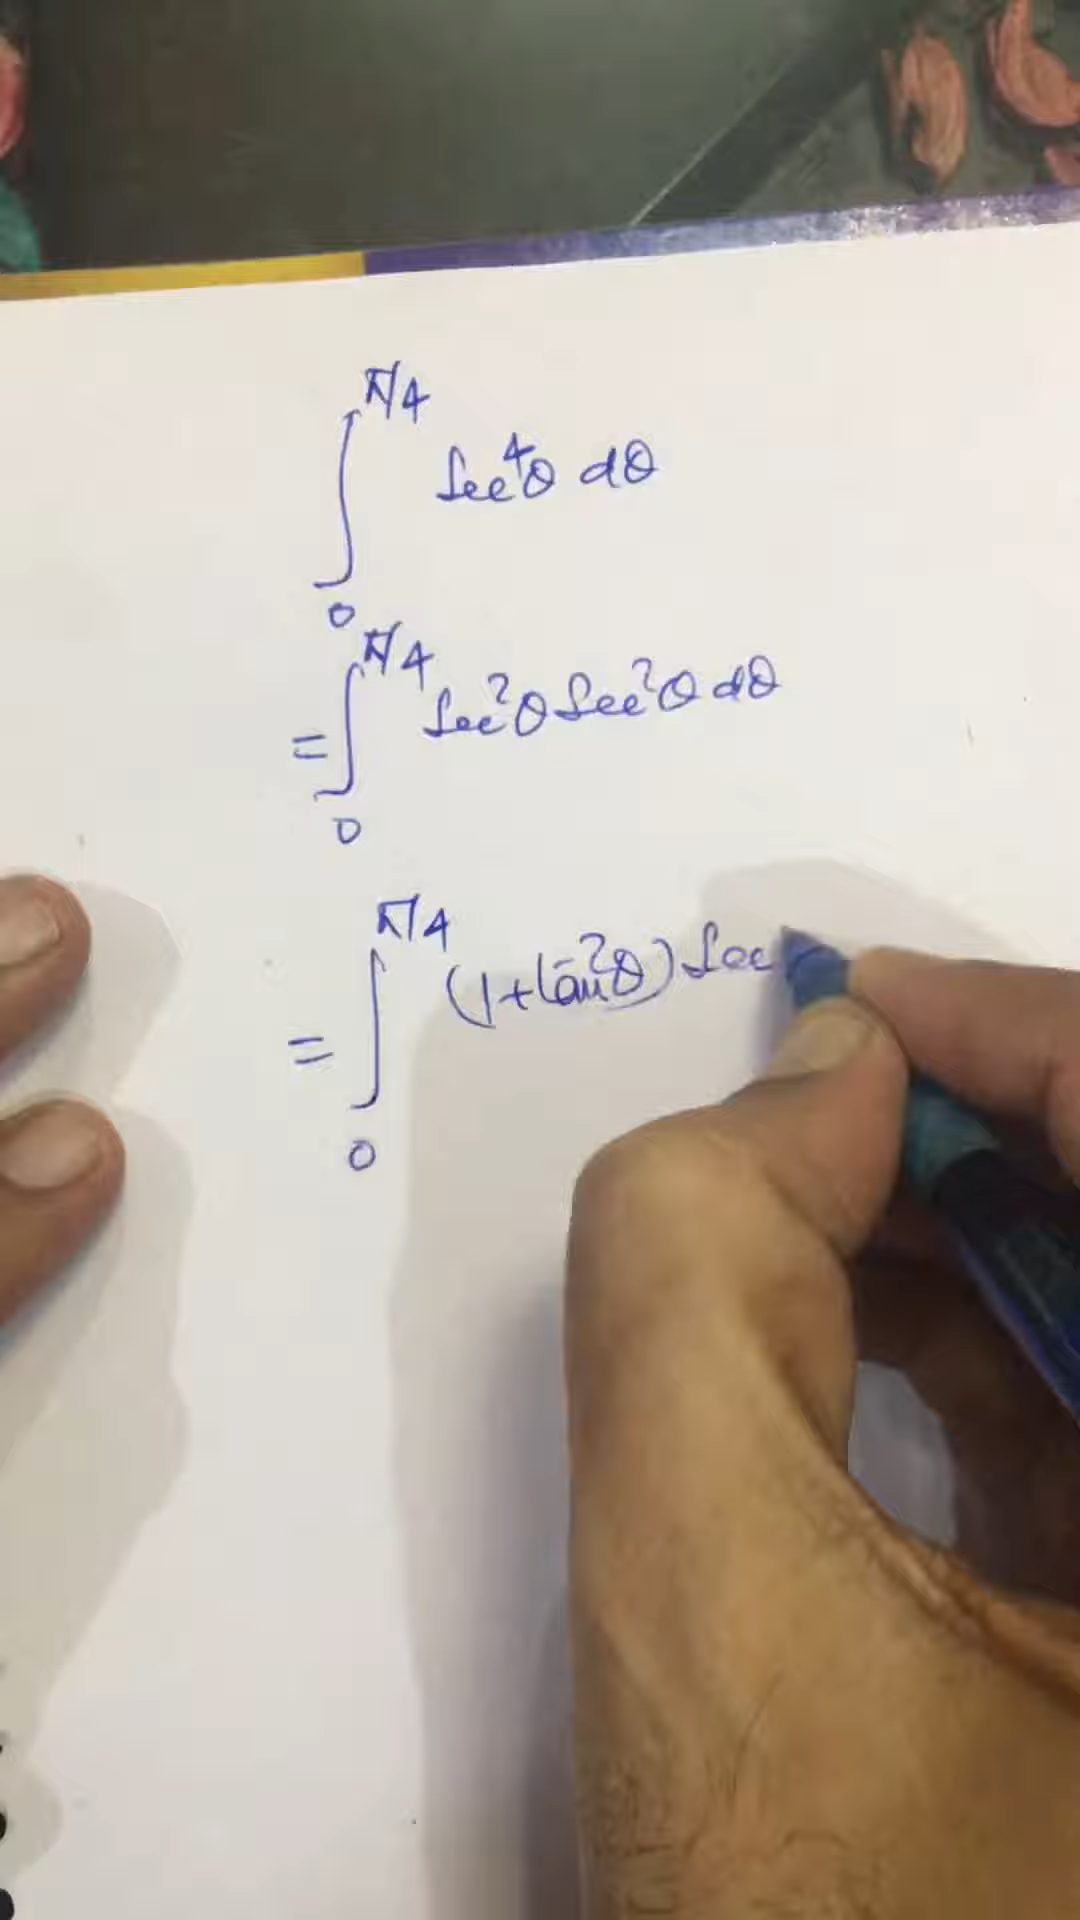 ∫₀^{π/4} Sec⁴θ dθ
= ∫₀^{π/4} Sec²θ Sec²θ dθ
= ∫₀^{π/4} (1+tan²θ) Sec